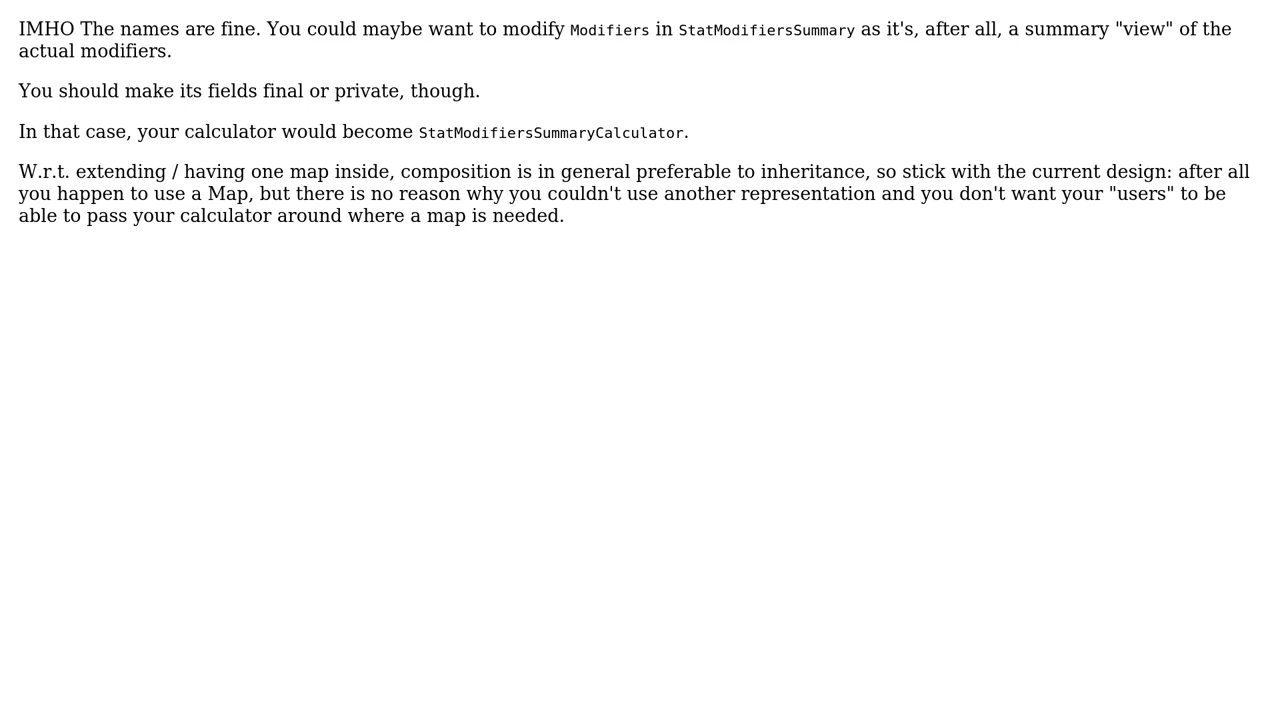 IMHO The names are fine. You could maybe want to modify Modifiers in StatModifiersSummary as it's, after all, a summary "view" of the
actual modifiers.
You should make its fields final or private, though.
In that case, your calculator would become StatModifiersSummaryCalculator.
W.r.t. extending / having one map inside, composition is in general preferable to inheritance, so stick with the current design: after all
you happen to use a Map, but there is no reason why you couldn't use another representation and you don't want your "users" to be
able to pass your calculator around where a map is needed.